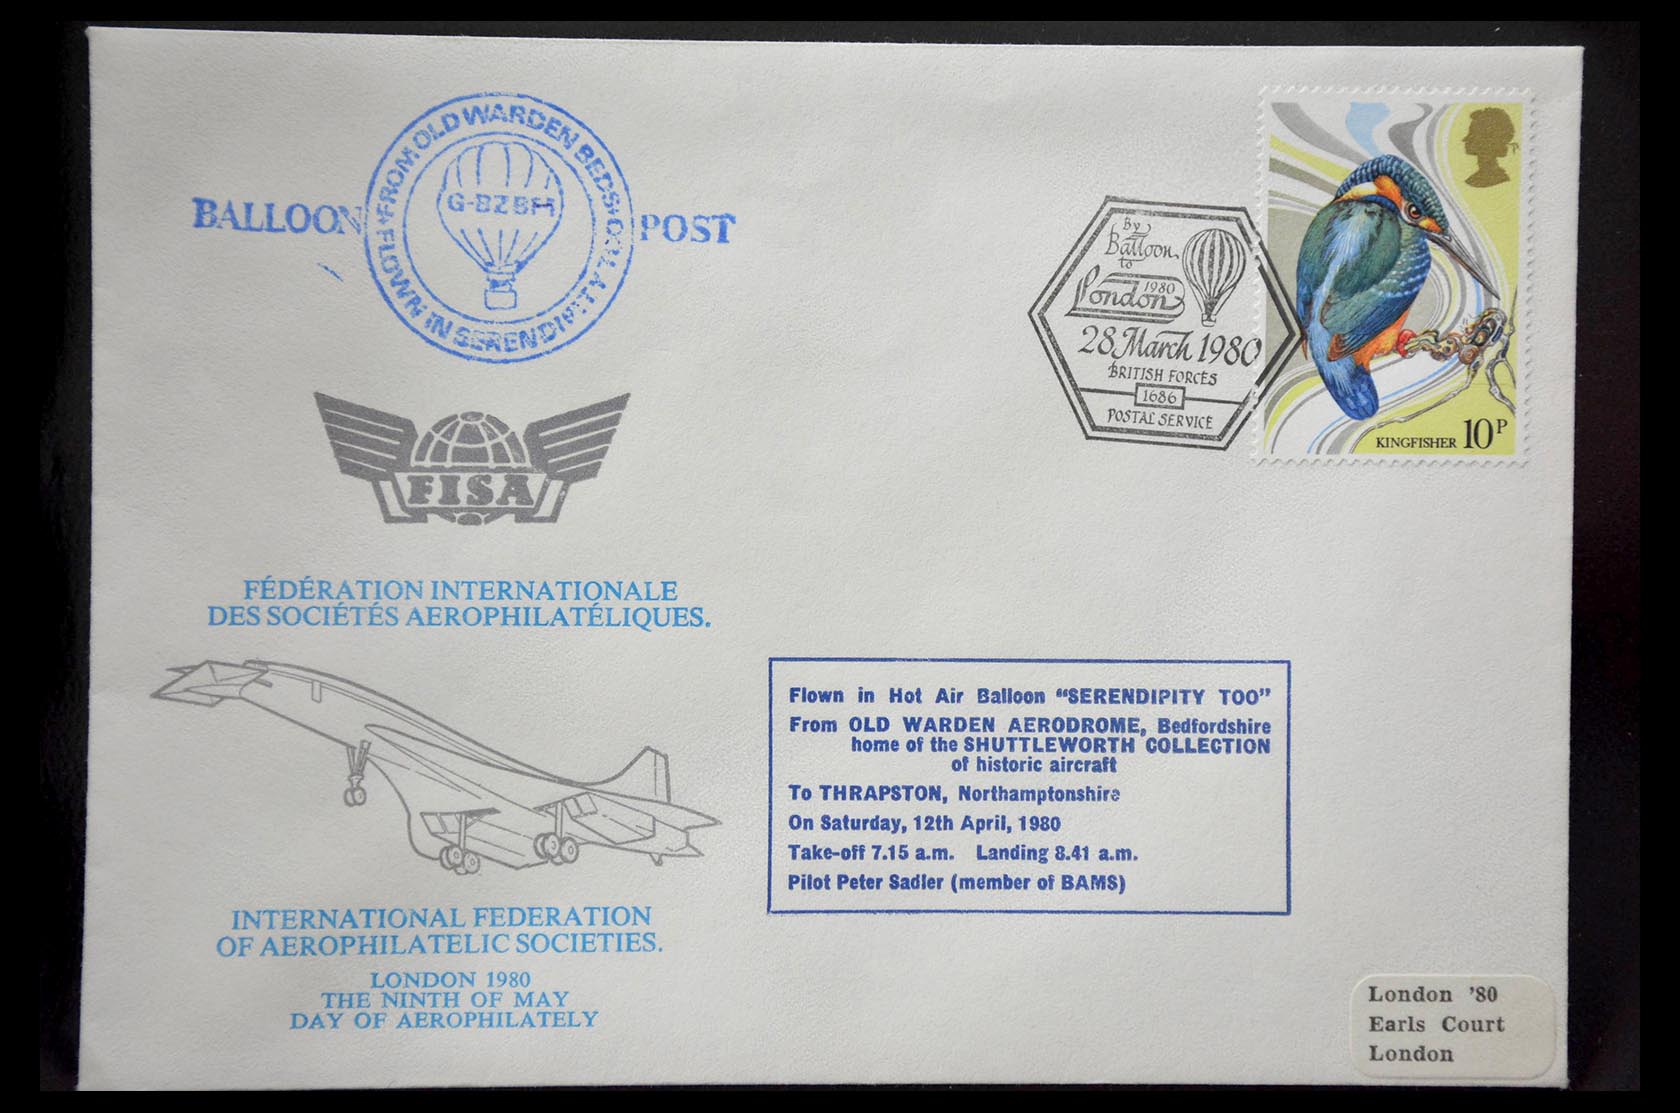 BALLOON POST
FROM OLD WARDEN BEDS
FLOWN IN SERENDIPITY TOO
By
Balloon
to
1980
London
28 March 1980
BRITISH FORCES
1686
POSTAL SERVICE
KINGFISHER 10P
FISA
FÉDÉRATION INTERNATIONALE
DES SOCIÉTÉS AEROPHILATÉLIQUES.
Flown in Hot Air Balloon “SERENDIPITY TOO”
From OLD WARDEN AERODROME, Bedfordshire
home of the SHUTTLEWORTH COLLECTION
of historic aircraft
To THRAPSTON, Northamptonshire
On Saturday, 12th April, 1980
Take-off 7.15 a.m. Landing 8.41 a.m.
Pilot Peter Sadler (member of BAMS)
INTERNATIONAL FEDERATION
OF AEROPHILATELIC SOCIETIES.
LONDON 1980
THE NINTH OF MAY
DAY OF AEROPHILATELY
London '80
Earls Court
London